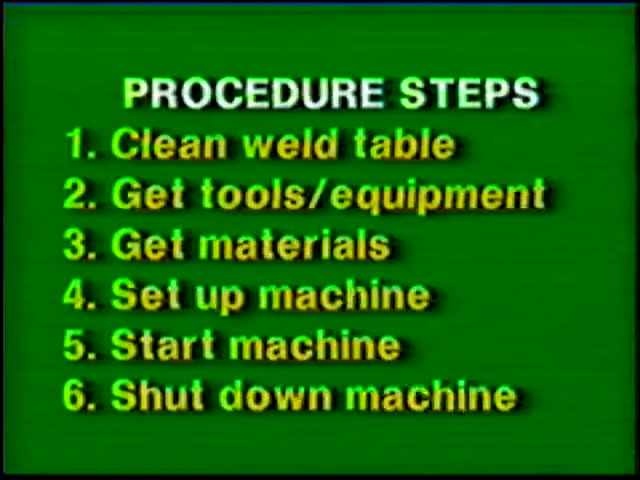 PROCEDURE STEPS
1. Clean weld table
2. Get tools/equipment
3. Get materials
4. Set up machine
5. Start machine
6. Shut down machine